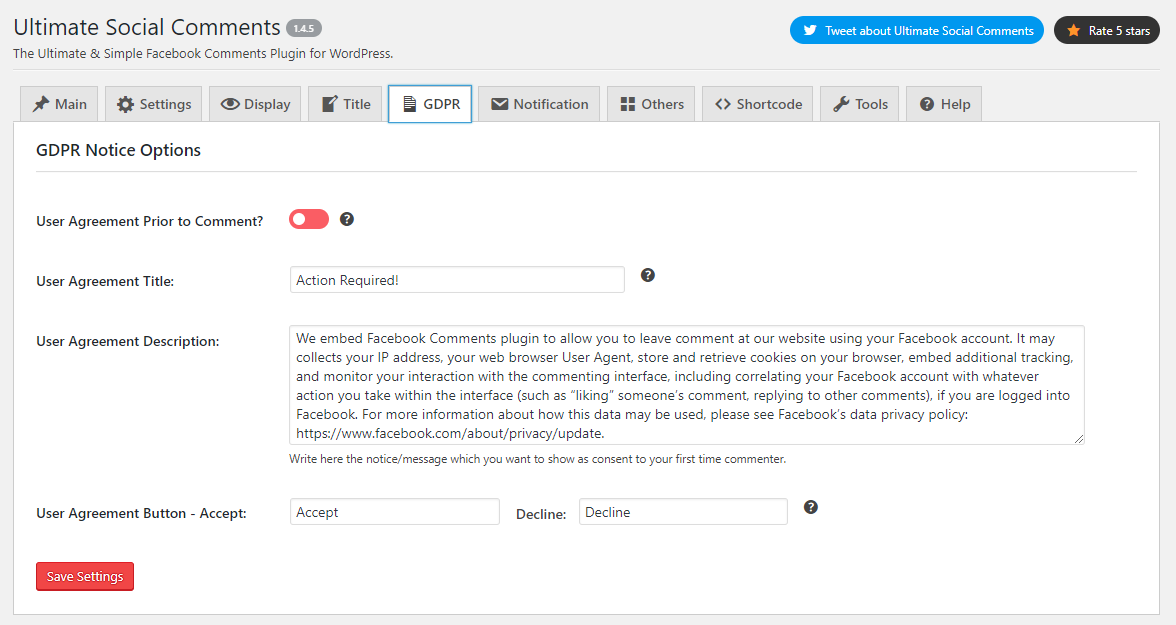 Ultimate Social Comments 1.4.5
Tweet about Ultimate Social Comments
Rate 5 stars
The Ultimate & Simple Facebook Comments Plugin for WordPress.
Main
Settings
Display
Title
GDPR
Notification
Others
Shortcode
Tools
Help
GDPR Notice Options
User Agreement Prior to Comment?
User Agreement Title:
Action Required!
User Agreement Description:
We embed Facebook Comments plugin to allow you to leave comment at our website using your Facebook account. It may
collects your IP address, your web browser User Agent, store and retrieve cookies on your browser, embed additional tracking,
and monitor your interaction with the commenting interface, including correlating your Facebook account with whatever
action you take within the interface (such as “liking” someone’s comment, replying to other comments), if you are logged into
Facebook. For more information about how this data may be used, please see Facebook’s data privacy policy:
https://www.facebook.com/about/privacy/update.
Write here the notice/message which you want to show as consent to your first time commenter.
User Agreement Button - Accept:
Accept
Decline:
Decline
Save Settings